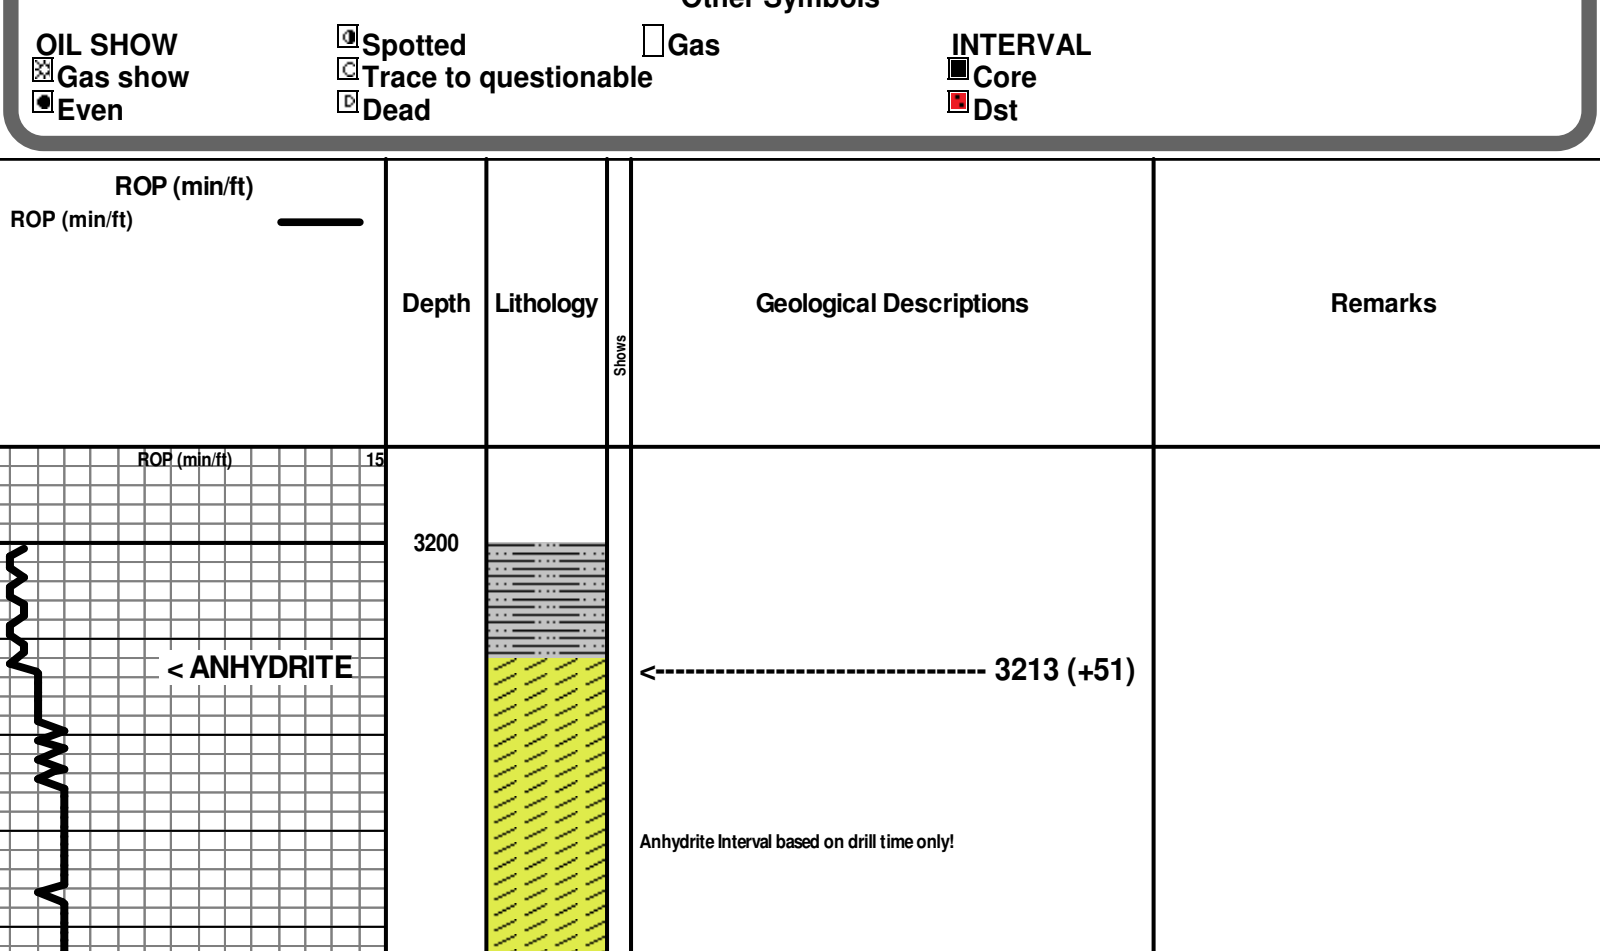 Other Symbols
OIL SHOW
Gas show
Even
Spotted
Trace to questionable
Dead
Gas
INTERVAL
Core
Dst
ROP (min/ft)
ROP (min/ft)
Depth
Lithology
Shows
Geological Descriptions
Remarks
ROP (min/ft) 15
3200
< ANHYDRITE
<--------------------------------- 3213 (+51)
Anhydrite Interval based on drill time only!